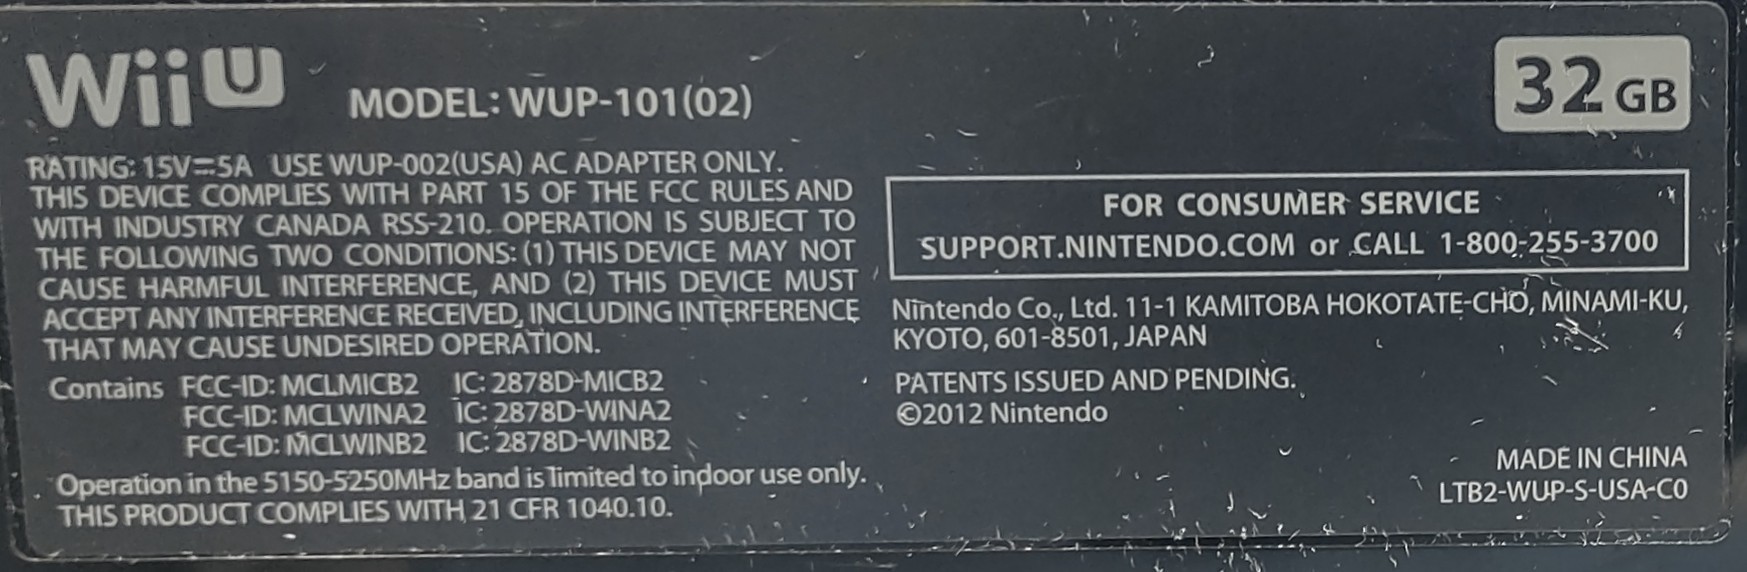 Wii U MODEL: WUP-101(02)
32 GB
RATING: 15V⎓5A USE WUP-002(USA) AC ADAPTER ONLY.
THIS DEVICE COMPLIES WITH PART 15 OF THE FCC RULES AND
WITH INDUSTRY CANADA RSS-210. OPERATION IS SUBJECT TO
THE FOLLOWING TWO CONDITIONS: (1) THIS DEVICE MAY NOT
CAUSE HARMFUL INTERFERENCE, AND (2) THIS DEVICE MUST
ACCEPT ANY INTERFERENCE RECEIVED, INCLUDING INTERFERENCE
THAT MAY CAUSE UNDESIRED OPERATION.
Contains FCC-ID: MCLMICB2 IC: 2878D-MICB2
FCC-ID: MCLWINA2 IC: 2878D-WINA2
FCC-ID: MCLWINB2 IC: 2878D-WINB2
Operation in the 5150-5250MHz band is limited to indoor use only.
THIS PRODUCT COMPLIES WITH 21 CFR 1040.10.
FOR CONSUMER SERVICE
SUPPORT.NINTENDO.COM or CALL 1-800-255-3700
Nintendo Co., Ltd. 11-1 KAMITOBA HOKOTATE-CHO, MINAMI-KU,
KYOTO, 601-8501, JAPAN
PATENTS ISSUED AND PENDING.
©2012 Nintendo
MADE IN CHINA
LTB2-WUP-S-USA-C0